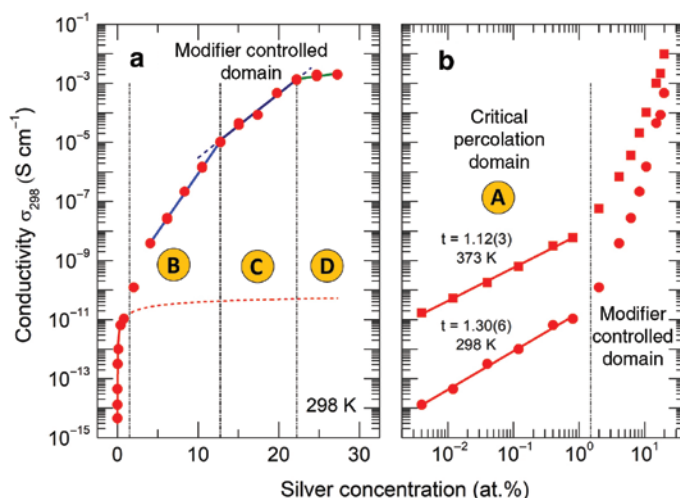 10⁻¹
10⁻³
10⁻⁵
10⁻⁷
10⁻⁹
10⁻¹¹
10⁻¹³
10⁻¹⁵
Conductivity σ₂₉₈ (S cm⁻¹)
a
Modifier controlled
domain
B
C
D
298 K
0
10
20
30
b
Critical
percolation
domain
A
t = 1.12(3)
373 K
t = 1.30(6)
298 K
Modifier
controlled
domain
10⁻²
10⁻¹
10⁰
10¹
Silver concentration (at.%)